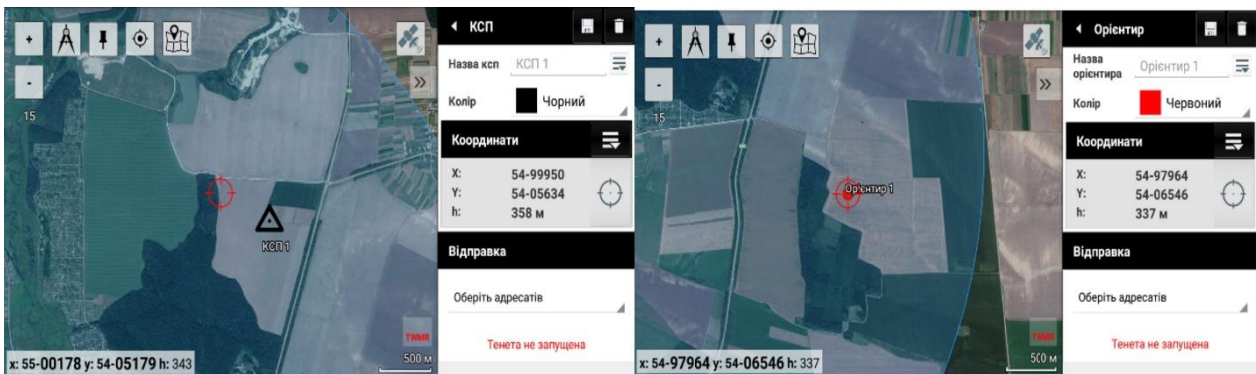 +
-
15
КСП 1
TWMR
500 м
x: 55-00178 y: 54-05179 h: 343
КСП
Назва ксп КСП 1
Колір Чорний
Координати
X: 54-99950
Y: 54-05634
h: 358 м
Відправка
Оберіть адресатів
Тенета не запущена
+
-
15
Орієнтир 1
TWMR
500 м
x: 54-97964 y: 54-06546 h: 337
Орієнтир
Назва
орієнтира Орієнтир 1
Колір Червоний
Координати
X: 54-97964
Y: 54-06546
h: 337 м
Відправка
Оберіть адресатів
Тенета не запущена